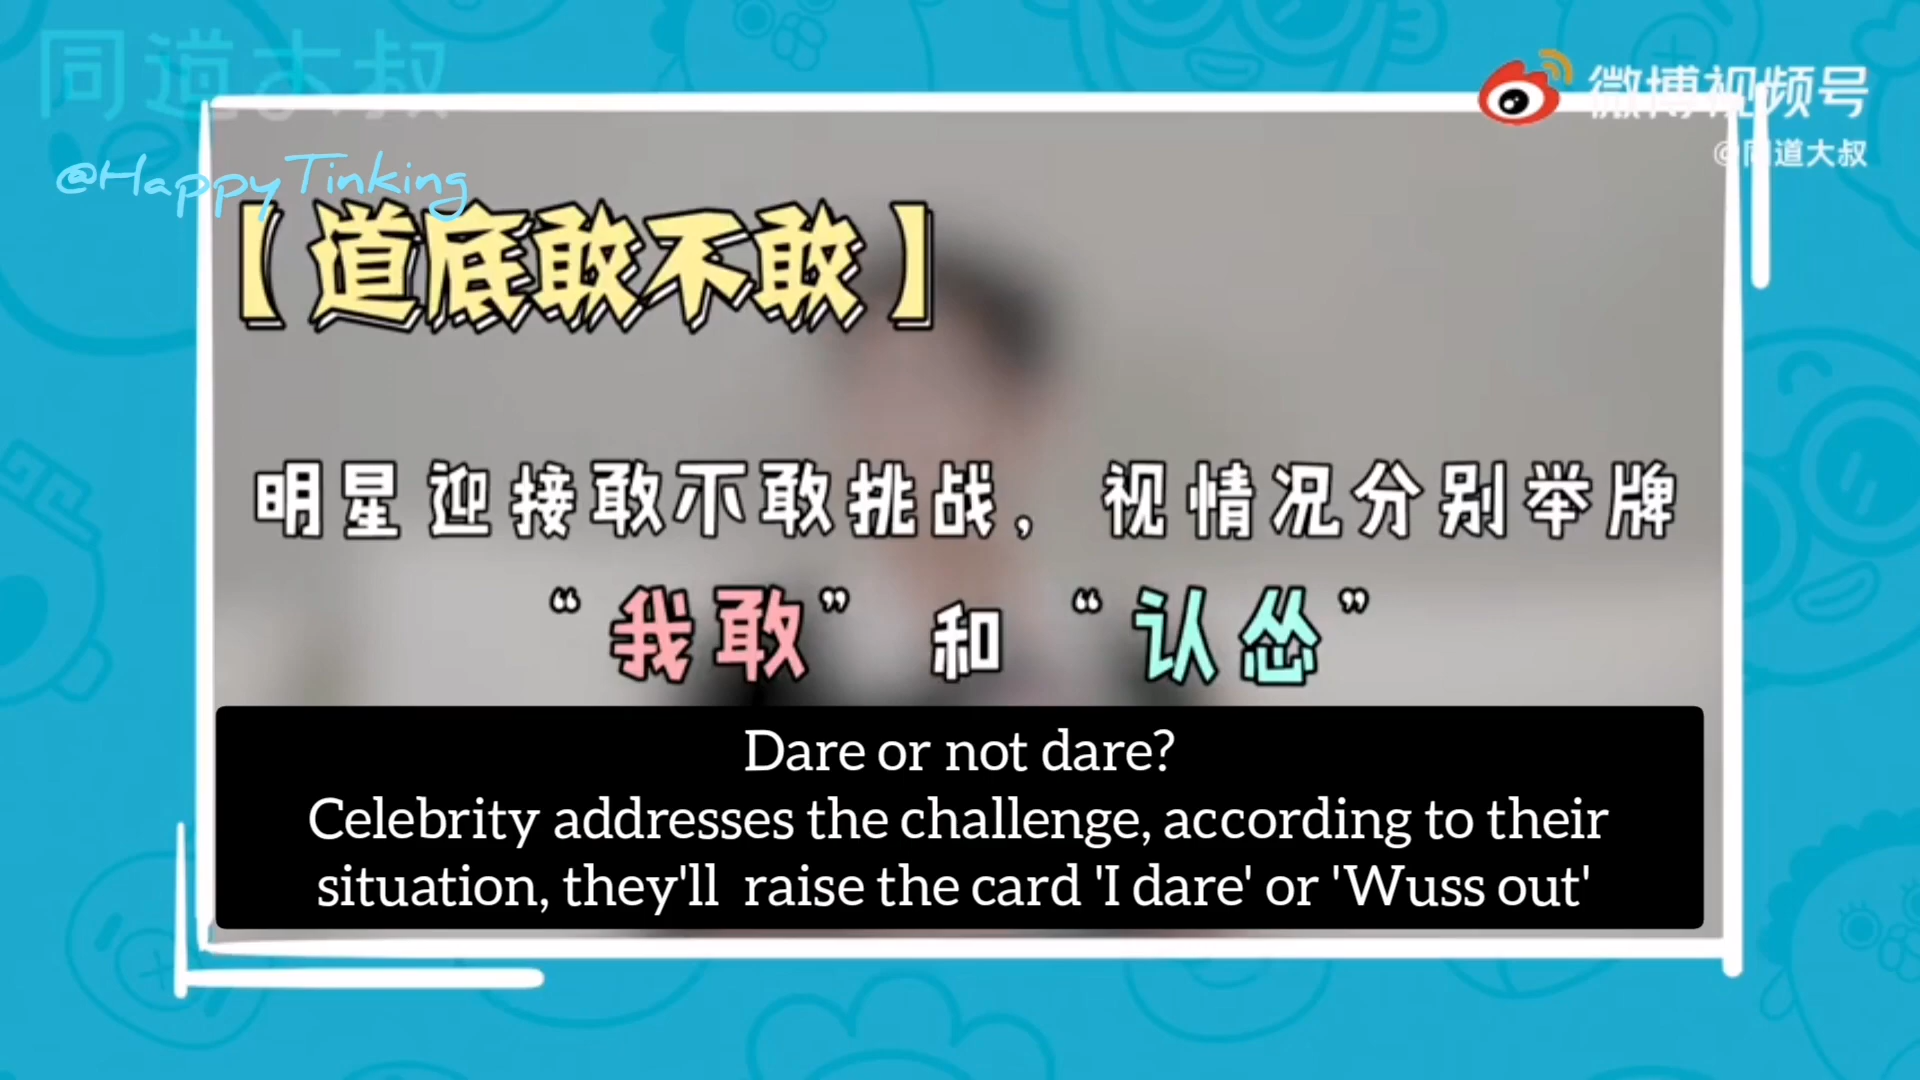 同道大叔
微博视频号
@同道大叔
@HappyTinking
【道底敢不敢】
明星迎接敢不敢挑战，视情况分别举牌
“我敢”和“认怂”
Dare or not dare?
Celebrity addresses the challenge, according to their
situation, they'll raise the card 'I dare' or 'Wuss out'